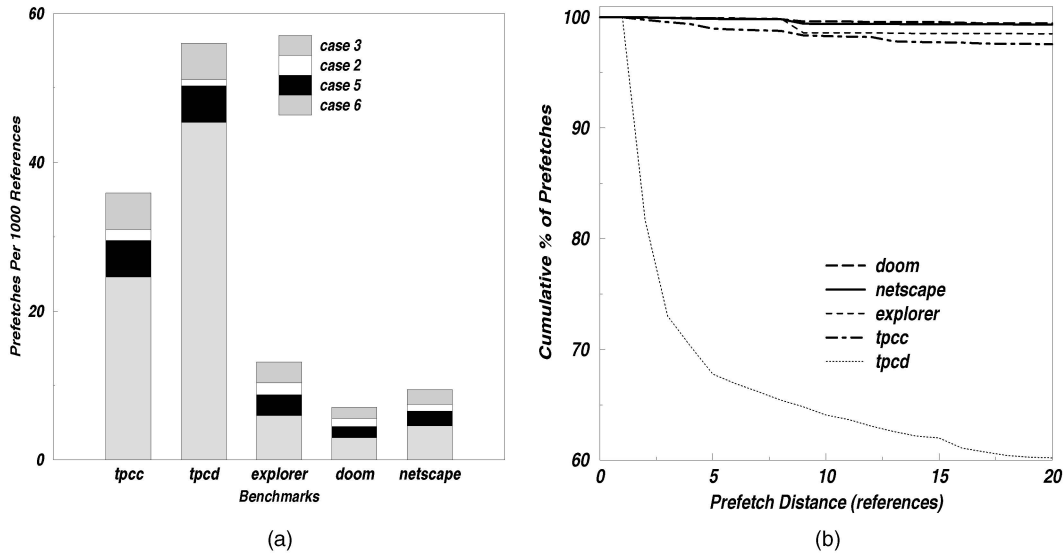 60
40
20
0
Prefetches Per 1000 References
case 3
case 2
case 5
case 6
tpcc
tpcd
explorer
doom
netscape
Benchmarks
(a)
100
90
80
70
60
Cumulative % of Prefetches
doom
netscape
explorer
tpcc
tpcd
0
5
10
15
20
Prefetch Distance (references)
(b)